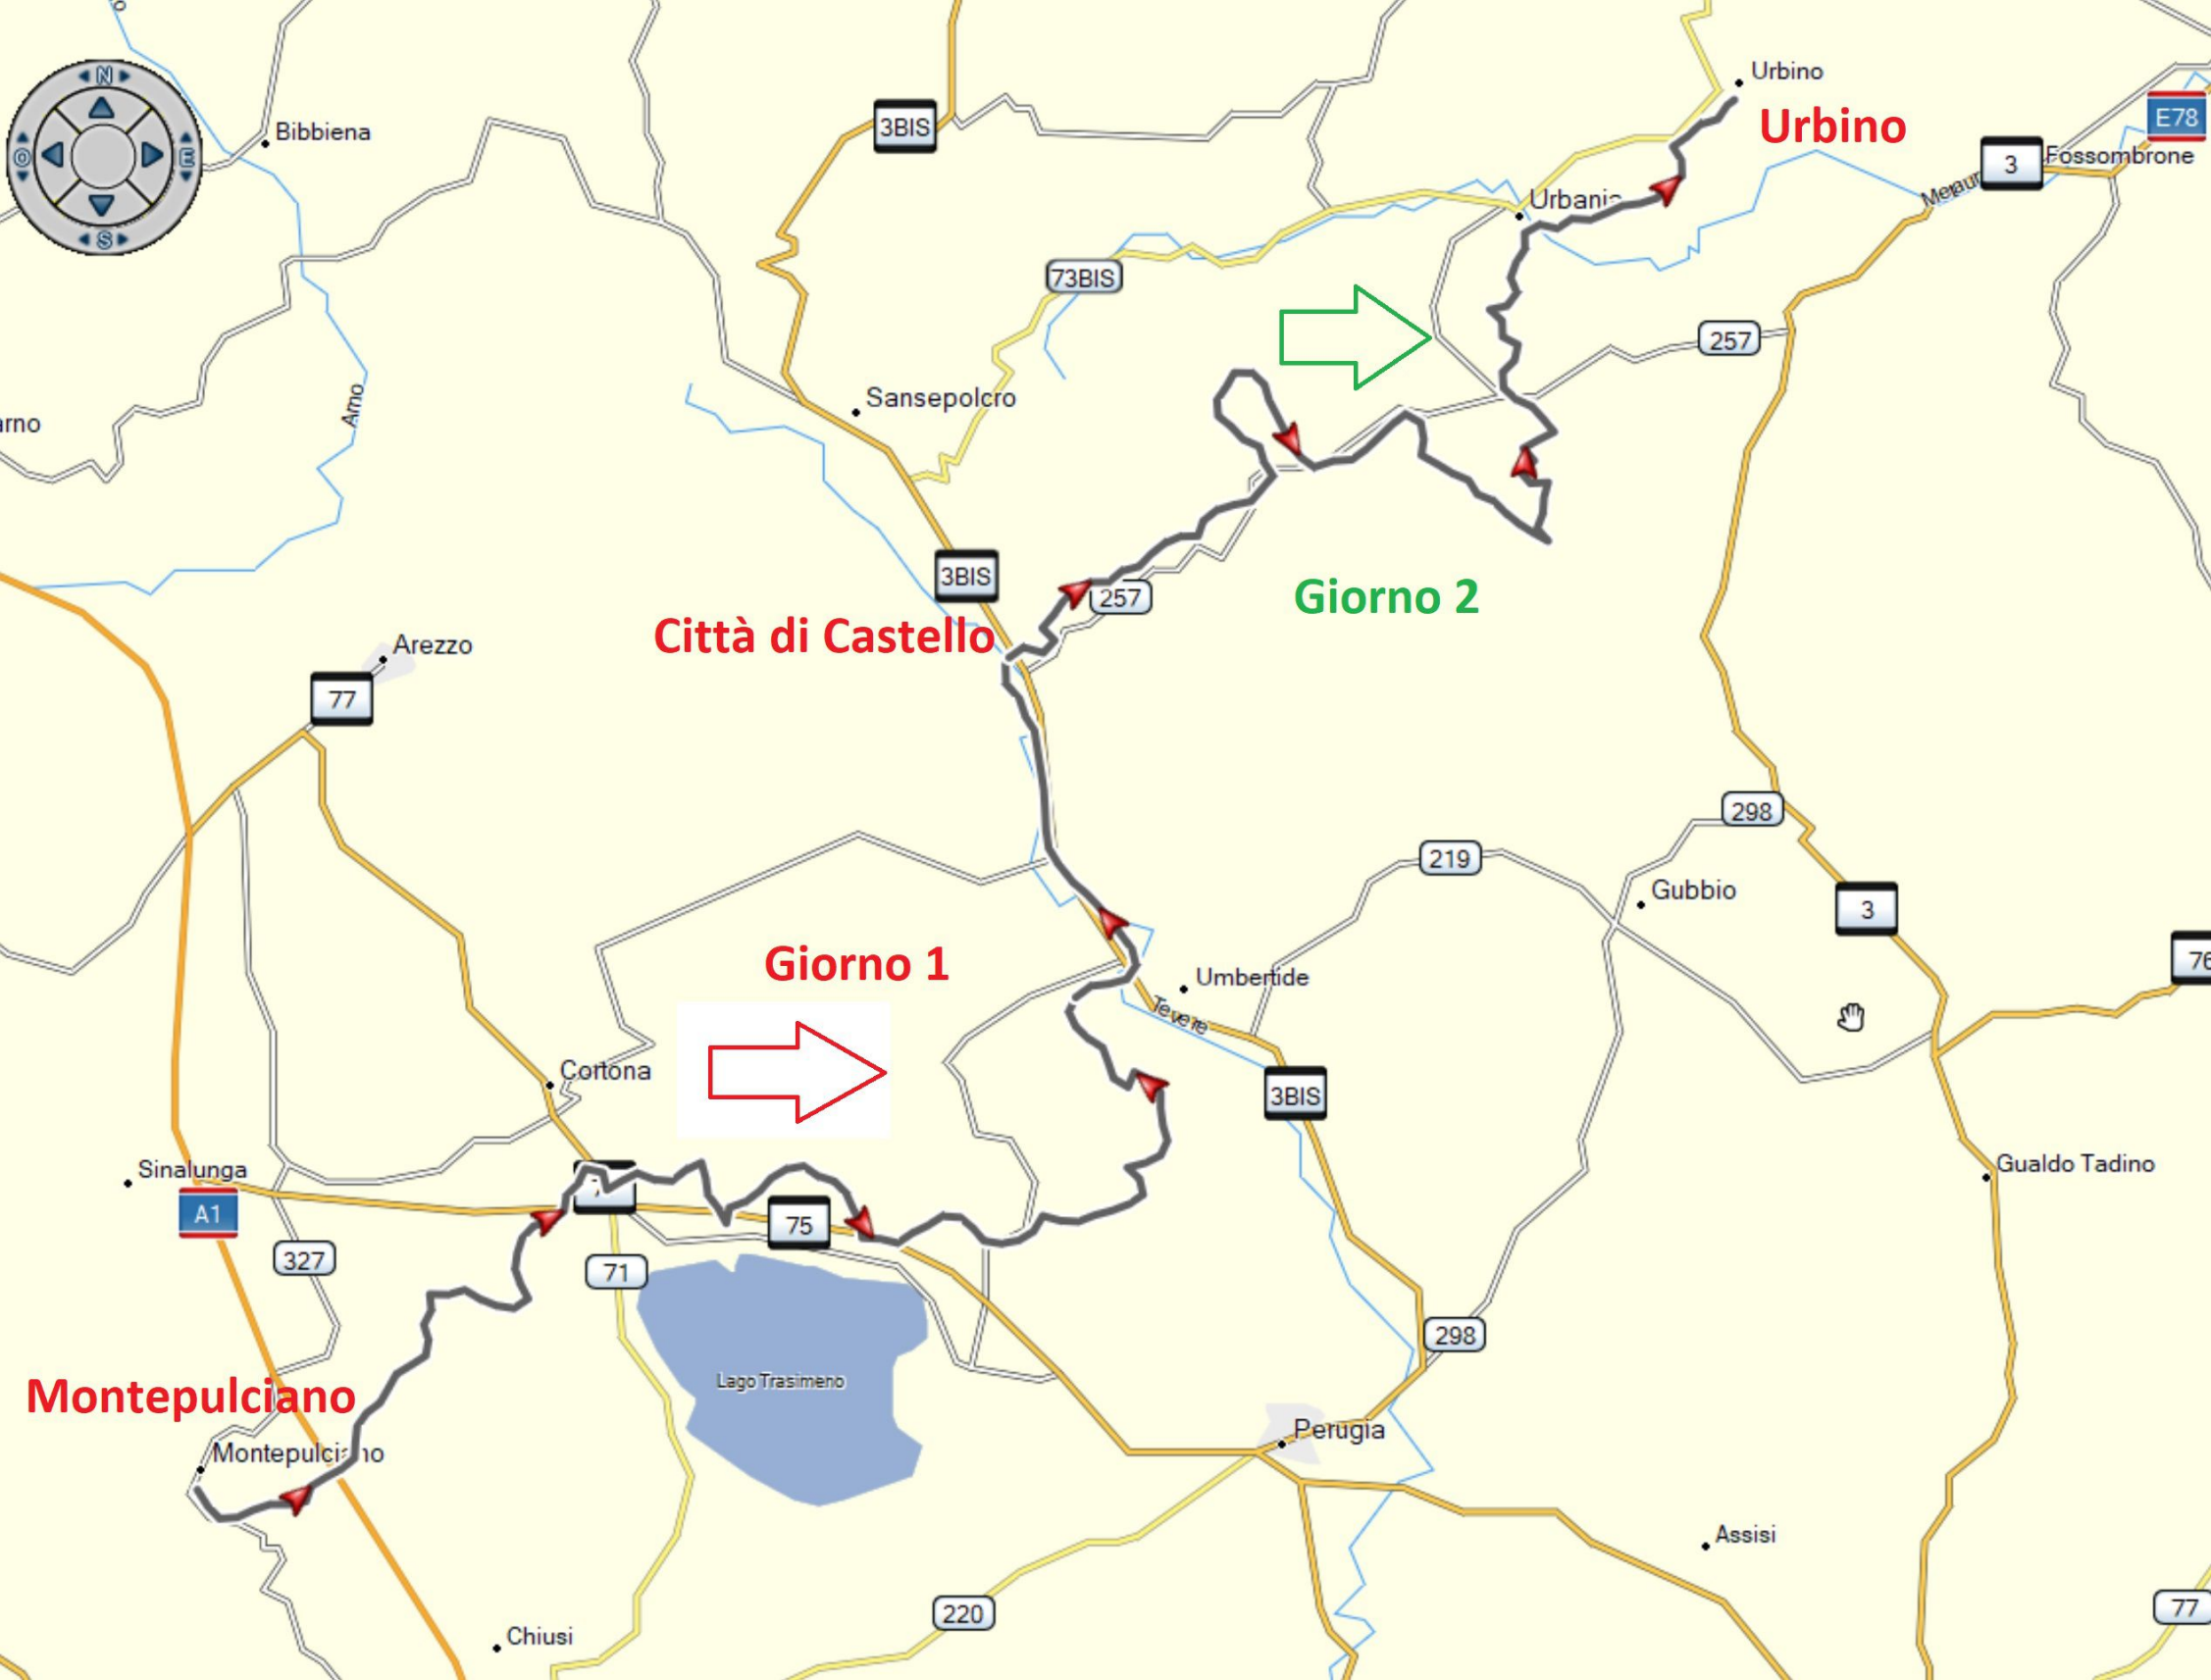 N
O
E
S
Bibbiena
3BIS
Urbino
Urbino
E78
3
Fossombrone
Urbania
73BIS
257
Sansepolcro
Arno
3BIS
257
Giorno 2
Città di Castello
Arezzo
77
298
219
Gubbio
3
76
Giorno 1
Umbertide
Tevere
Cortona
3BIS
Sinalunga
Gualdo Tadino
A1
75
327
71
298
Montepulciano
Lago Trasimeno
Perugia
Montepulciano
Assisi
220
77
Chiusi